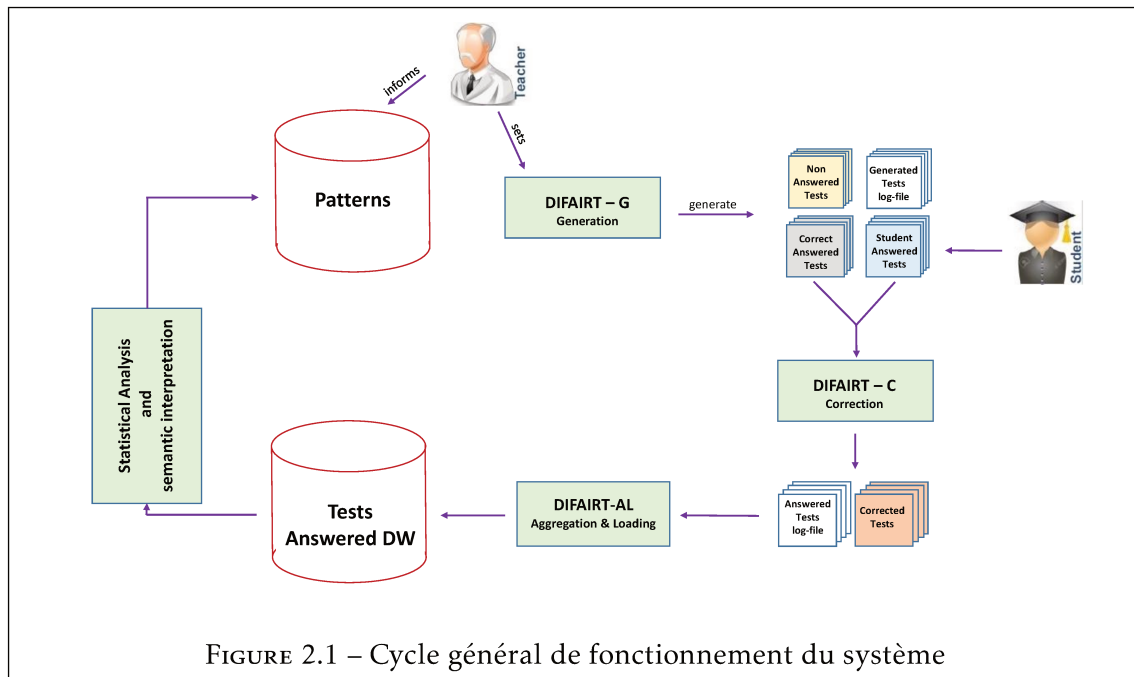 informs
Teacher
sets
Patterns
DIFAIRT – G
Generation
generate
Non
Answered
Tests
Generated
Tests
log-file
Correct
Answered
Tests
Student
Answered
Tests
Student
DIFAIRT – C
Correction
Answered
Tests
log-file
Corrected
Tests
DIFAIRT-AL
Aggregation & Loading
Tests
Answered DW
Statistical Analysis
and
semantic interpretation
FIGURE 2.1 – Cycle général de fonctionnement du système